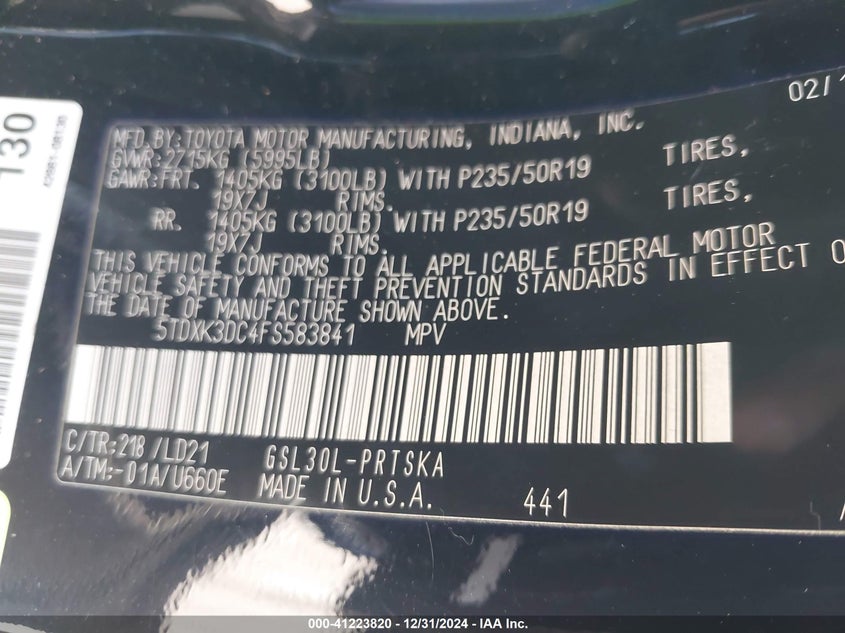 130
02/1
MFD.BY:TOYOTA MOTOR MANUFACTURING, INDIANA, INC.
GVWR:2715KG (5995LB)
GAWR:FRT. 1405KG (3100LB) WITH P235/50R19 TIRES,
19X7J RIMS.
RR. 1405KG (3100LB) WITH P235/50R19 TIRES,
19X7J RIMS.
THIS VEHICLE CONFORMS TO ALL APPLICABLE FEDERAL MOTOR
VEHICLE SAFETY AND THEFT PREVENTION STANDARDS IN EFFECT O
THE DATE OF MANUFACTURE SHOWN ABOVE.
5TDXK3DC4FS583841 MPV
C/TR:218 /LD21 GSL30L-PRTSKA
A/TM:-01A/U660E MADE IN U.S.A. 441
GSO-41223820 - 12/31/2024 - IAA Inc.